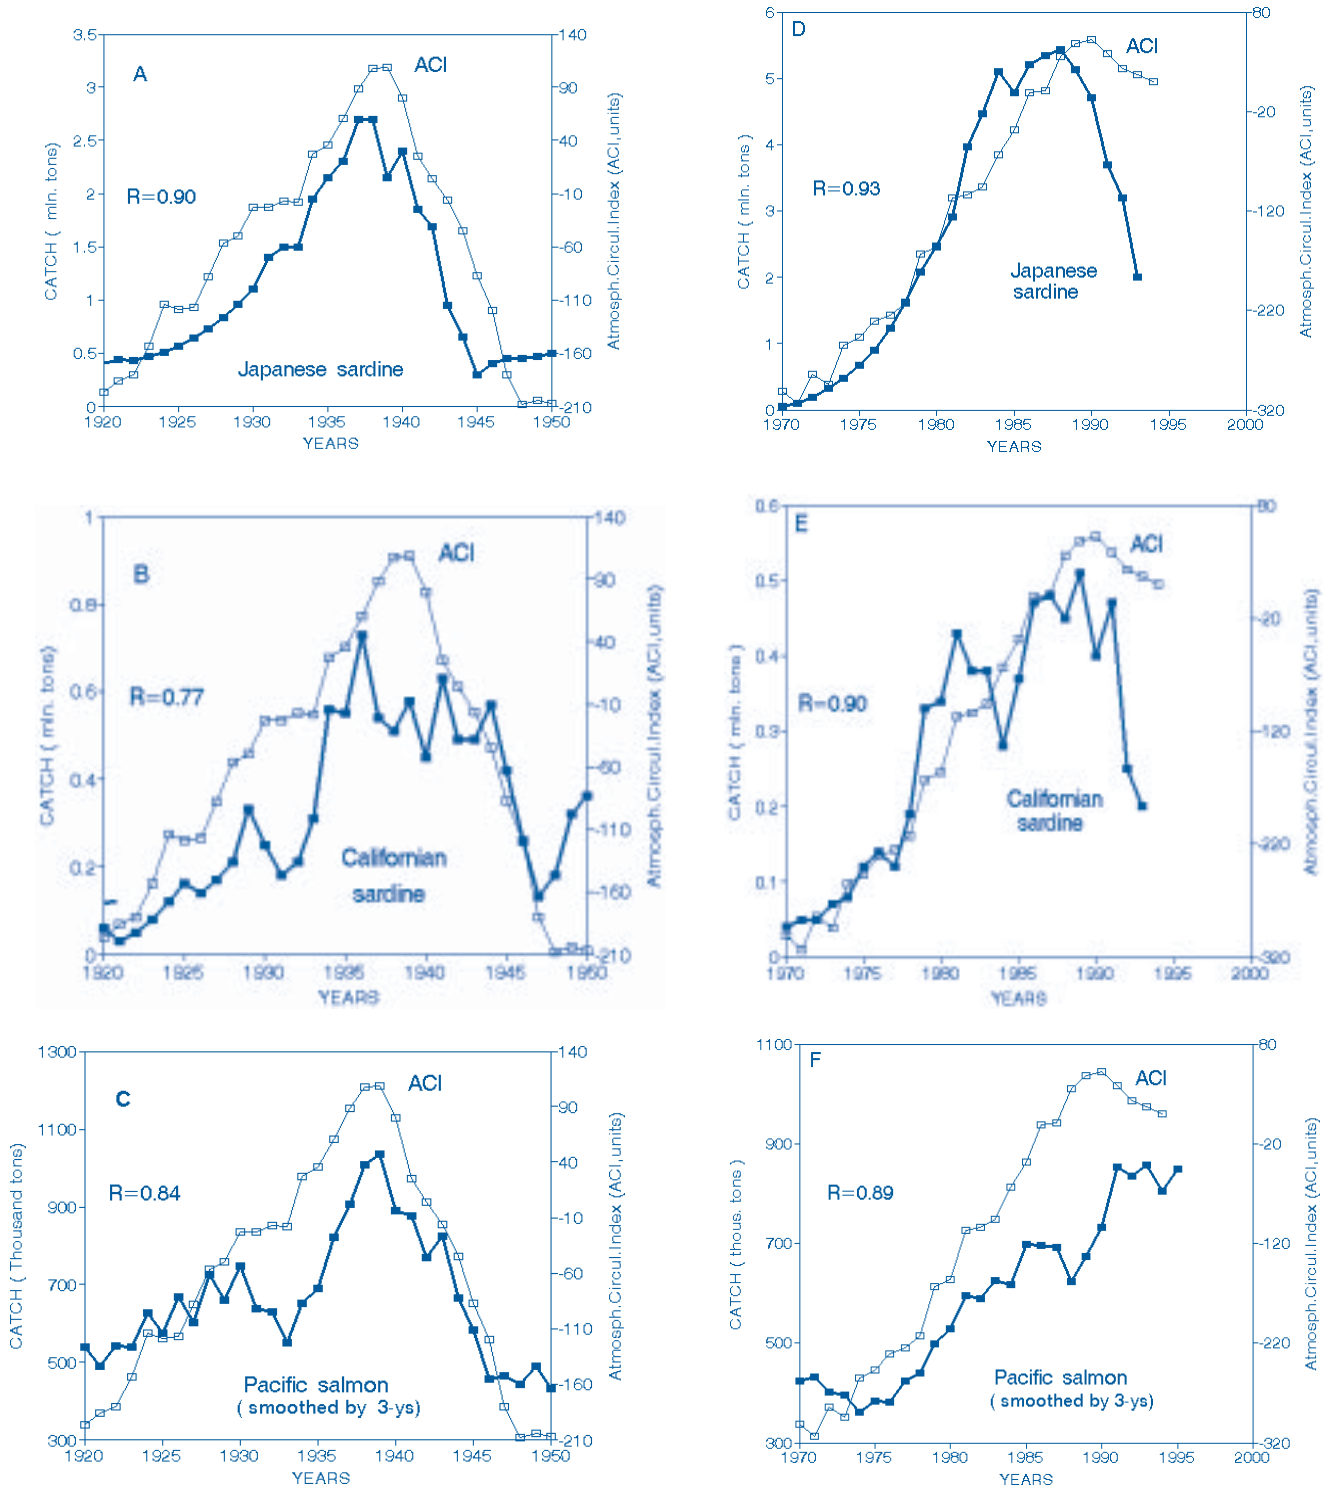 A
ACI
R=0.90
Japanese sardine
CATCH ( mln. tons)
Atmosph.Circul.Index (ACI,units)
3.5
3
2.5
2
1.5
1
0.5
0
140
90
40
-10
-60
-110
-160
-210
1920 1925 1930 1935 1940 1945 1950
YEARS
D
ACI
R=0.93
Japanese
sardine
CATCH ( mln. tons )
Atmosph.Circul.Index (ACI,units)
6
5
4
3
2
1
0
80
-20
-120
-220
-320
1970 1975 1980 1985 1990 1995 2000
YEARS
B
ACI
R=0.77
Californian
sardine
CATCH ( mln. tons)
Atmosph.Circul.Index (ACI,units)
1
0.8
0.6
0.4
0.2
0
140
90
40
-10
-60
-110
-160
-210
1920 1925 1930 1935 1940 1945 1950
YEARS
E
ACI
R=0.90
Californian
sardine
CATCH ( mln. tons )
Atmosph.Circul.Index (ACI,units)
0.6
0.5
0.4
0.3
0.2
0.1
0
80
-20
-120
-220
-320
1970 1975 1980 1985 1990 1995 2000
YEARS
C
ACI
R=0.84
Pacific salmon
( smoothed by 3-ys)
CATCH ( Thousand tons)
Atmosph.Circul.Index (ACI,units)
1300
1100
900
700
500
300
140
90
40
-10
-60
-110
-160
-210
1920 1925 1930 1935 1940 1945 1950
YEARS
F
ACI
R=0.89
Pacific salmon
( smoothed by 3-ys)
CATCH ( thous. tons )
Atmosph.Circul.Index (ACI,units)
1100
900
700
500
300
80
-20
-120
-220
-320
1970 1975 1980 1985 1990 1995 2000
YEARS